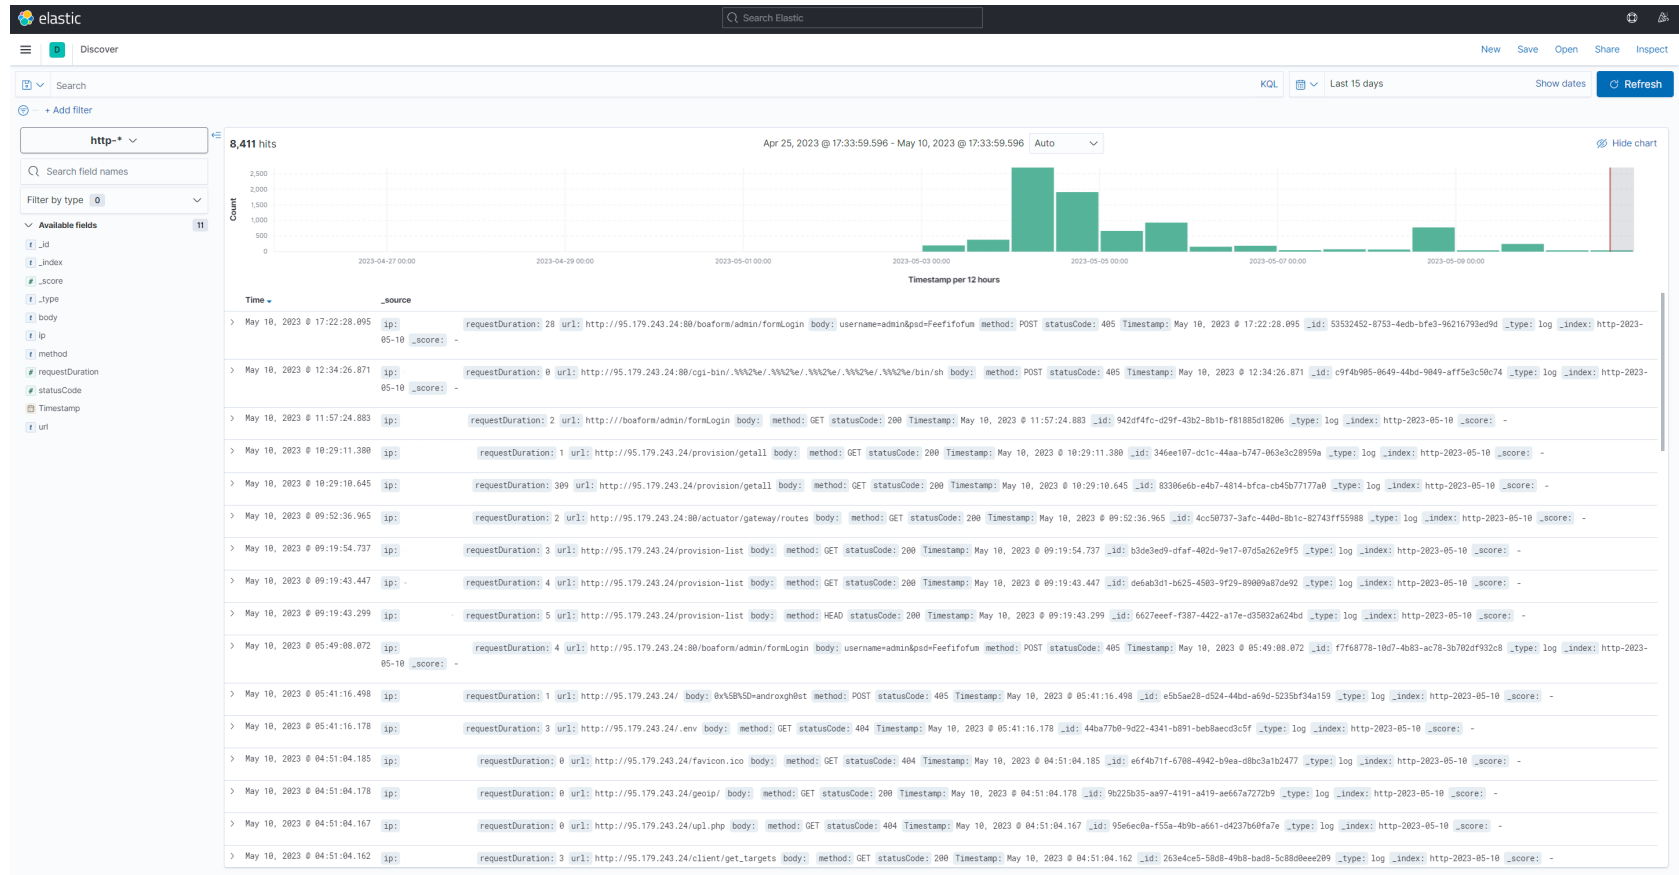 elastic
Search Elastic
D Discover
New Save Open Share Inspect
Search
KQL
Last 15 days
Show dates
Refresh
+ Add filter
http-*
8,411 hits
Apr 25, 2023 @ 17:33:59.596 - May 10, 2023 @ 17:33:59.596 Auto
Hide chart
Search field names
Filter by type 0
Available fields 11
t _id
t _index
# _score
t _type
t body
t ip
t method
# requestDuration
# statusCode
Timestamp
t url
Count
2,500
2,000
1,500
1,000
500
0
2023-04-27 00:00 2023-04-29 00:00 2023-05-01 00:00 2023-05-03 00:00 2023-05-05 00:00 2023-05-07 00:00 2023-05-09 00:00
Timestamp per 12 hours
Time _source
May 10, 2023 @ 17:22:28.095 ip: requestDuration: 28 url: http://95.179.243.24:80/boaform/admin/formLogin body: username=admin&psd=Feefifofum method: POST statusCode: 405 Timestamp: May 10, 2023 @ 17:22:28.095 _id: 53532452-8753-4edb-bfe3-96216793ed9d _type: log _index: http-2023-
05-10 _score: -
May 10, 2023 @ 12:34:26.871 ip: requestDuration: 0 url: http://95.179.243.24:80/cgi-bin/.%%%2%e/.%%%2%e/.%%%2%e/.%%%2%e/bin/sh body: method: POST statusCode: 405 Timestamp: May 10, 2023 @ 12:34:26.871 _id: c9f4b905-0649-44bd-9049-aff5e3c50c74 _type: log _index: http-2023-
05-10 _score: -
May 10, 2023 @ 11:57:24.883 ip: requestDuration: 2 url: http:///boaform/admin/formLogin body: method: GET statusCode: 200 Timestamp: May 10, 2023 @ 11:57:24.883 _id: 942df4fc-d29f-43b2-8b1b-f81885d18206 _type: log _index: http-2023-05-10 _score: -
May 10, 2023 @ 10:29:11.380 ip: requestDuration: 1 url: http://95.179.243.24/provision/getall body: method: GET statusCode: 200 Timestamp: May 10, 2023 @ 10:29:11.380 _id: 346ee107-dc1c-44aa-b747-063e3c28959a _type: log _index: http-2023-05-10 _score: -
May 10, 2023 @ 10:29:10.645 ip: requestDuration: 309 url: http://95.179.243.24/provision/getall body: method: GET statusCode: 200 Timestamp: May 10, 2023 @ 10:29:10.645 _id: 83306e6b-e4b7-4814-bfca-cb45b77177a0 _type: log _index: http-2023-05-10 _score: -
May 10, 2023 @ 09:52:36.965 ip: requestDuration: 2 url: http://95.179.243.24:80/actuator/gateway/routes body: method: GET statusCode: 200 Timestamp: May 10, 2023 @ 09:52:36.965 _id: 4cc50737-3afc-440d-8b1c-82743ff55988 _type: log _index: http-2023-05-10 _score: -
May 10, 2023 @ 09:19:54.737 ip: requestDuration: 3 url: http://95.179.243.24/provision-list body: method: GET statusCode: 200 Timestamp: May 10, 2023 @ 09:19:54.737 _id: b3de3ed9-dfaf-402d-9e17-07d5a262e9f5 _type: log _index: http-2023-05-10 _score: -
May 10, 2023 @ 09:19:43.447 ip: requestDuration: 4 url: http://95.179.243.24/provision-list body: method: GET statusCode: 200 Timestamp: May 10, 2023 @ 09:19:43.447 _id: de6ab3d1-b625-4503-9f29-89009a87de92 _type: log _index: http-2023-05-10 _score: -
May 10, 2023 @ 09:19:43.299 ip: requestDuration: 5 url: http://95.179.243.24/provision-list body: method: HEAD statusCode: 200 Timestamp: May 10, 2023 @ 09:19:43.299 _id: 6627eeef-f387-4422-a17e-d35032a624bd _type: log _index: http-2023-05-10 _score: -
May 10, 2023 @ 05:49:08.072 ip: requestDuration: 4 url: http://95.179.243.24:80/boaform/admin/formLogin body: username=admin&psd=Feefifofum method: POST statusCode: 405 Timestamp: May 10, 2023 @ 05:49:08.072 _id: f7f68778-10d7-4b83-ac78-3b702df932c8 _type: log _index: http-2023-
05-10 _score: -
May 10, 2023 @ 05:41:16.498 ip: requestDuration: 1 url: http://95.179.243.24/ body: 0x%5B%5D=androxgh0st method: POST statusCode: 405 Timestamp: May 10, 2023 @ 05:41:16.498 _id: e5b5ae28-d524-44bd-a69d-5235bf34a159 _type: log _index: http-2023-05-10 _score: -
May 10, 2023 @ 05:41:16.178 ip: requestDuration: 3 url: http://95.179.243.24/.env body: method: GET statusCode: 404 Timestamp: May 10, 2023 @ 05:41:16.178 _id: 44ba77b0-9d22-4341-b891-beb8aecd3c5f _type: log _index: http-2023-05-10 _score: -
May 10, 2023 @ 04:51:04.185 ip: requestDuration: 0 url: http://95.179.243.24/favicon.ico body: method: GET statusCode: 404 Timestamp: May 10, 2023 @ 04:51:04.185 _id: e6f4b71f-6708-4942-b9ea-d8bc3a1b2477 _type: log _index: http-2023-05-10 _score: -
May 10, 2023 @ 04:51:04.178 ip: requestDuration: 0 url: http://95.179.243.24/geoip/ body: method: GET statusCode: 200 Timestamp: May 10, 2023 @ 04:51:04.178 _id: 9b225b35-aa97-4191-a419-ae667a7272b9 _type: log _index: http-2023-05-10 _score: -
May 10, 2023 @ 04:51:04.167 ip: requestDuration: 0 url: http://95.179.243.24/upl.php body: method: GET statusCode: 404 Timestamp: May 10, 2023 @ 04:51:04.167 _id: 95e6ec0a-f55a-4b9b-a661-d4237b60fa7e _type: log _index: http-2023-05-10 _score: -
May 10, 2023 @ 04:51:04.162 ip: requestDuration: 3 url: http://95.179.243.24/client/get_targets body: method: GET statusCode: 200 Timestamp: May 10, 2023 @ 04:51:04.162 _id: 263e4ce5-58d8-49b8-bad8-5c88d0eee209 _type: log _index: http-2023-05-10 _score: -